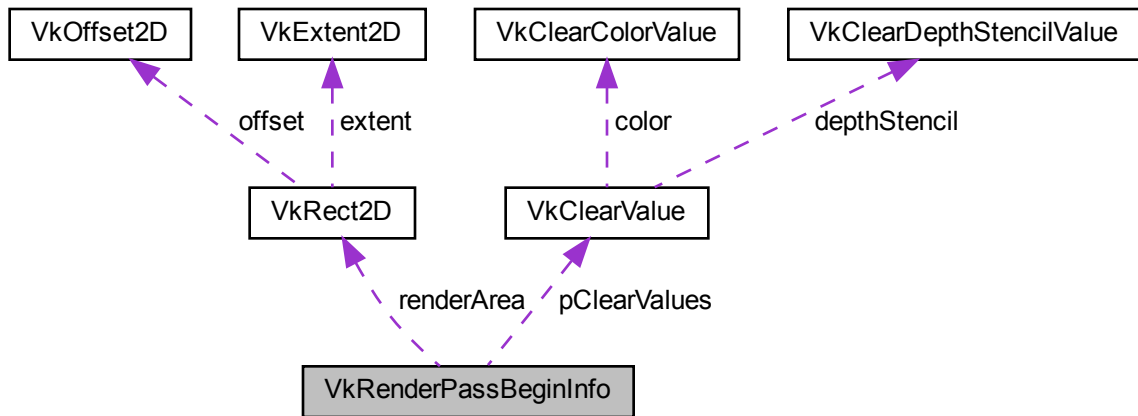 VkOffset2D
VkExtent2D
VkClearColorValue
VkClearDepthStencilValue
offset
extent
color
depthStencil
VkRect2D
VkClearValue
renderArea
pClearValues
VkRenderPassBeginInfo